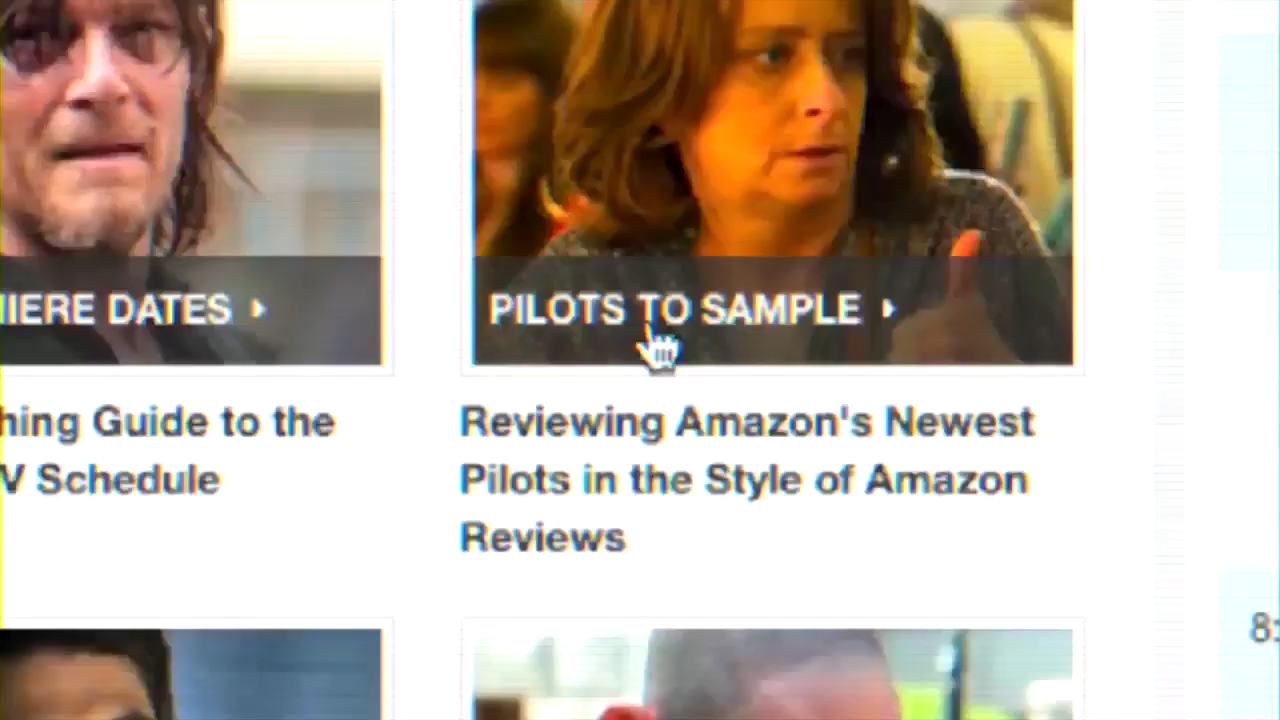 IERE DATES
PILOTS TO SAMPLE
hing Guide to the
V Schedule
Reviewing Amazon's Newest
Pilots in the Style of Amazon
Reviews
8: